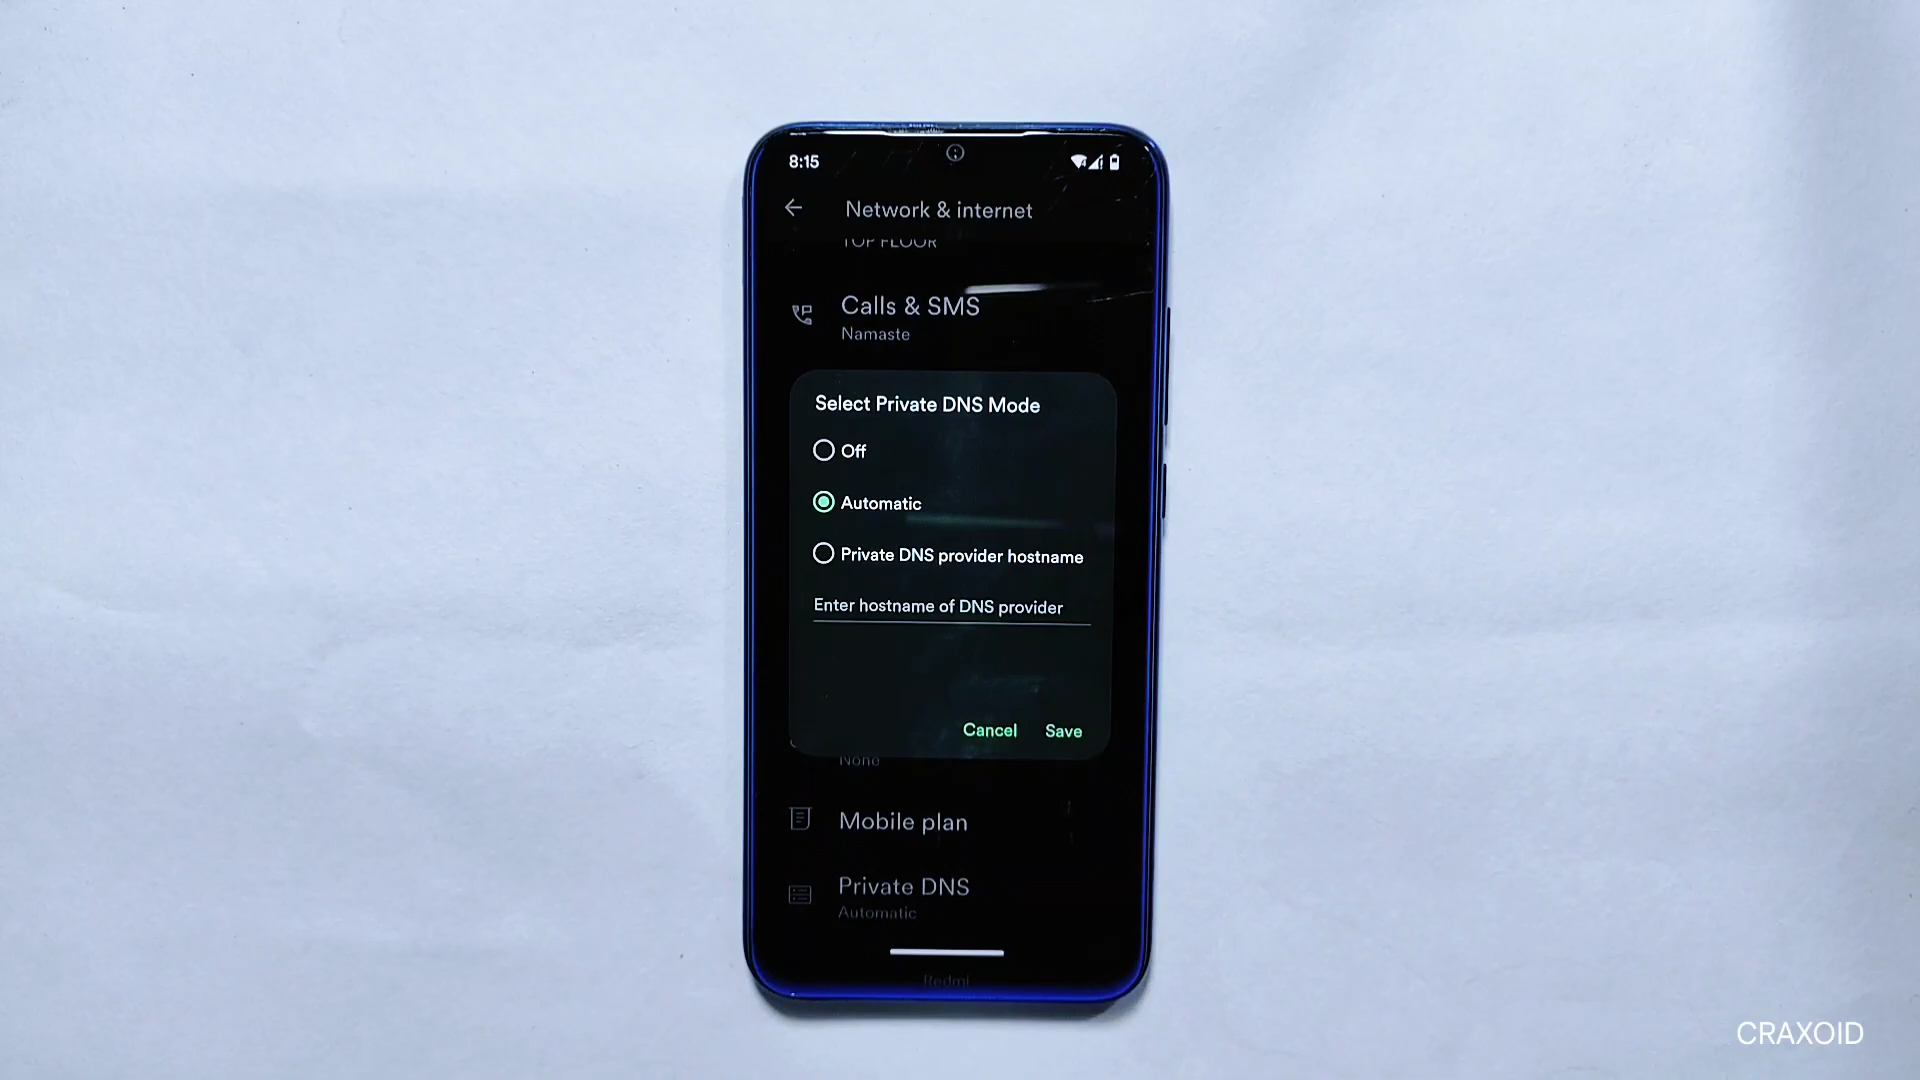 8:15
Network & internet
TOP FLOOR
Calls & SMS
Namaste
Select Private DNS Mode
Off
Automatic
Private DNS provider hostname
Enter hostname of DNS provider
Cancel Save
None
Mobile plan
Private DNS
Automatic
Redmi
CRAXOID